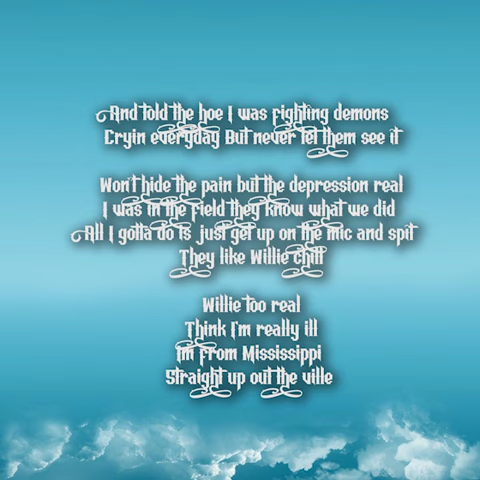 And told the hoe I was fighting demons
Cryin everyday But never let them see it
Won't hide the pain but the depression real
I was in the field they know what we did
All I gotta do is just get up on the mic and spit
They like Willie chill
Willie too real
Think I'm really ill
I'm From Mississippi
Straight up out the ville